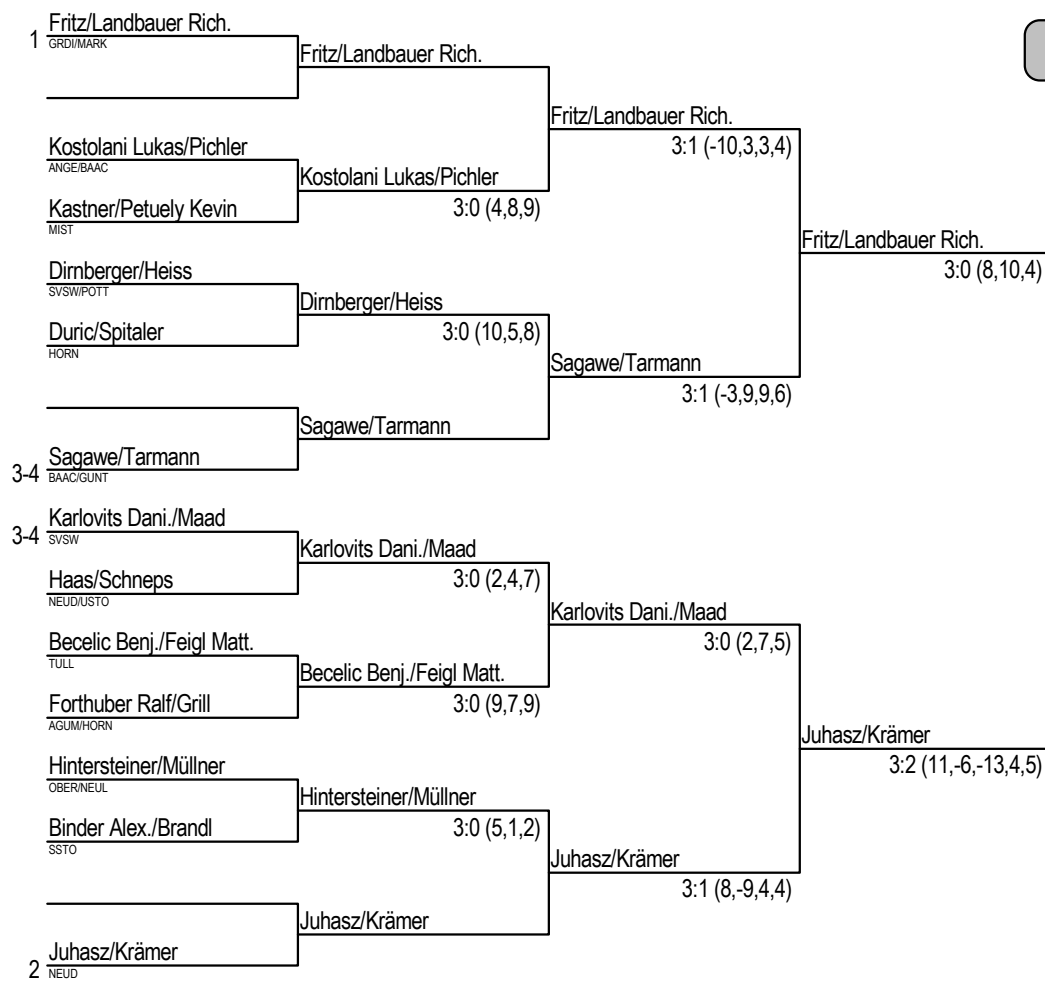 Fritz/Landbauer Rich.
1
GRDI/MARK
Fritz/Landbauer Rich.
Fritz/Landbauer Rich.
3:1 (-10,3,3,4)
Kostolani Lukas/Pichler
ANGE/BAAC
Kostolani Lukas/Pichler
3:0 (4,8,9)
Kastner/Petuely Kevin
MIST
Fritz/Landbauer Rich.
3:0 (8,10,4)
Dirnberger/Heiss
SVSW/POTT
Dirnberger/Heiss
3:0 (10,5,8)
Duric/Spitaler
HORN
Sagawe/Tarmann
3:1 (-3,9,9,6)
Sagawe/Tarmann
Sagawe/Tarmann
3-4
BAAC/GUNT
Karlovits Dani./Maad
3-4
SVSW
Karlovits Dani./Maad
3:0 (2,4,7)
Haas/Schneps
NEUD/USTO
Karlovits Dani./Maad
3:0 (2,7,5)
Becelic Benj./Feigl Matt.
TULL
Becelic Benj./Feigl Matt.
3:0 (9,7,9)
Forthuber Ralf/Grill
AGUM/HORN
Juhasz/Krämer
3:2 (11,-6,-13,4,5)
Hintersteiner/Müllner
OBER/NEUL
Hintersteiner/Müllner
3:0 (5,1,2)
Binder Alex./Brandl
SSTO
Juhasz/Krämer
3:1 (8,-9,4,4)
Juhasz/Krämer
Juhasz/Krämer
2
NEUD